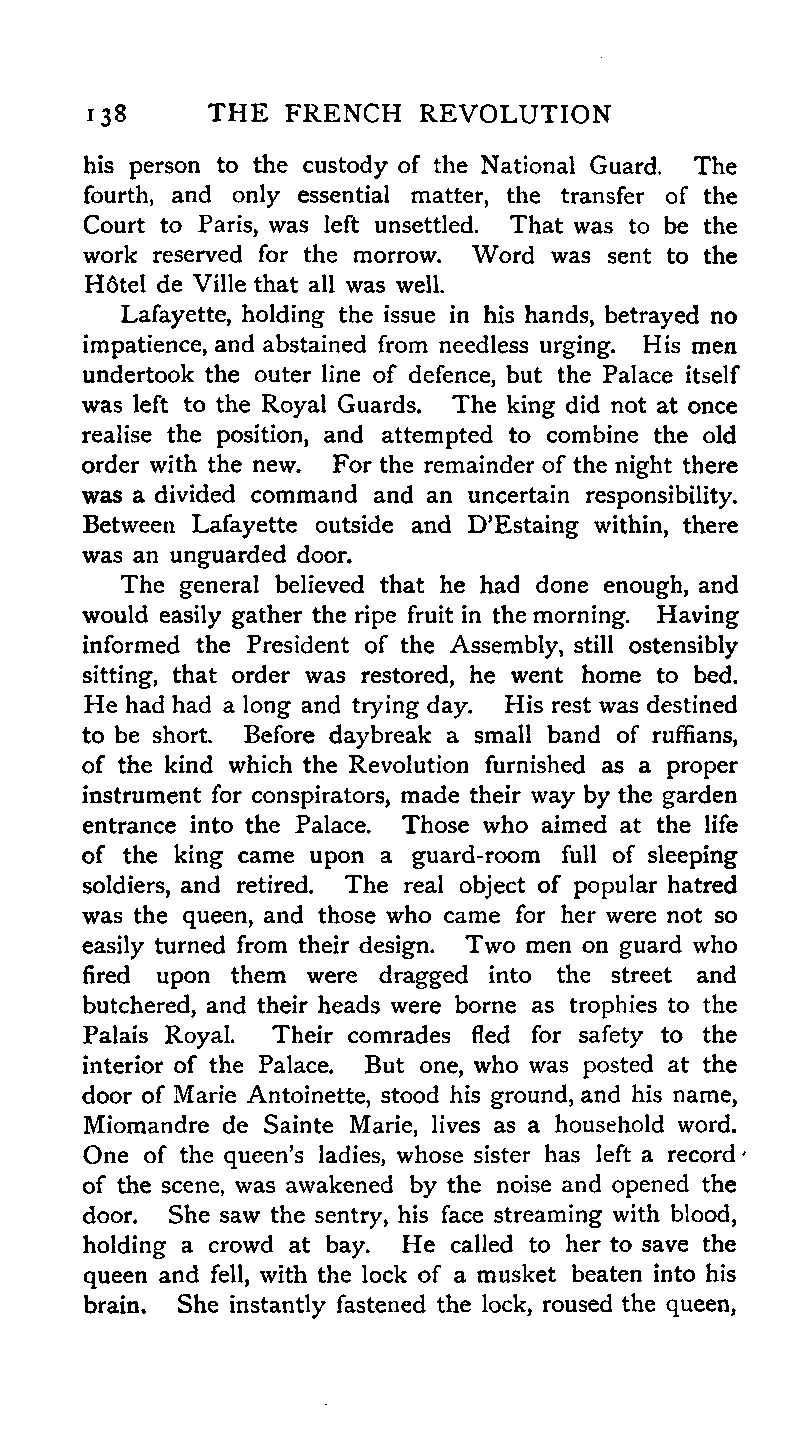 138 THE FRENCH REVOLUTION
his person to the custody of the National Guard. The
fourth, and only essential matter, the transfer of the
Court to Paris, was left unsettled. That was to be the
work reserved for the morrow. Word was sent to the
Hôtel de Ville that all was well.
Lafayette, holding the issue in his hands, betrayed no
impatience, and abstained from needless urging. His men
undertook the outer line of defence, but the Palace itself
was left to the Royal Guards. The king did not at once
realise the position, and attempted to combine the old
order with the new. For the remainder of the night there
was a divided command and an uncertain responsibility.
Between Lafayette outside and D'Estaing within, there
was an unguarded door.
The general believed that he had done enough, and
would easily gather the ripe fruit in the morning. Having
informed the President of the Assembly, still ostensibly
sitting, that order was restored, he went home to bed.
He had had a long and trying day. His rest was destined
to be short. Before daybreak a small band of ruffians,
of the kind which the Revolution furnished as a proper
instrument for conspirators, made their way by the garden
entrance into the Palace. Those who aimed at the life
of the king came upon a guard-room full of sleeping
soldiers, and retired. The real object of popular hatred
was the queen, and those who came for her were not so
easily turned from their design. Two men on guard who
fired upon them were dragged into the street and
butchered, and their heads were borne as trophies to the
Palais Royal. Their comrades fled for safety to the
interior of the Palace. But one, who was posted at the
door of Marie Antoinette, stood his ground, and his name,
Miomandre de Sainte Marie, lives as a household word.
One of the queen's ladies, whose sister has left a record
of the scene, was awakened by the noise and opened the
door. She saw the sentry, his face streaming with blood,
holding a crowd at bay. He called to her to save the
queen and fell, with the lock of a musket beaten into his
brain. She instantly fastened the lock, roused the queen,